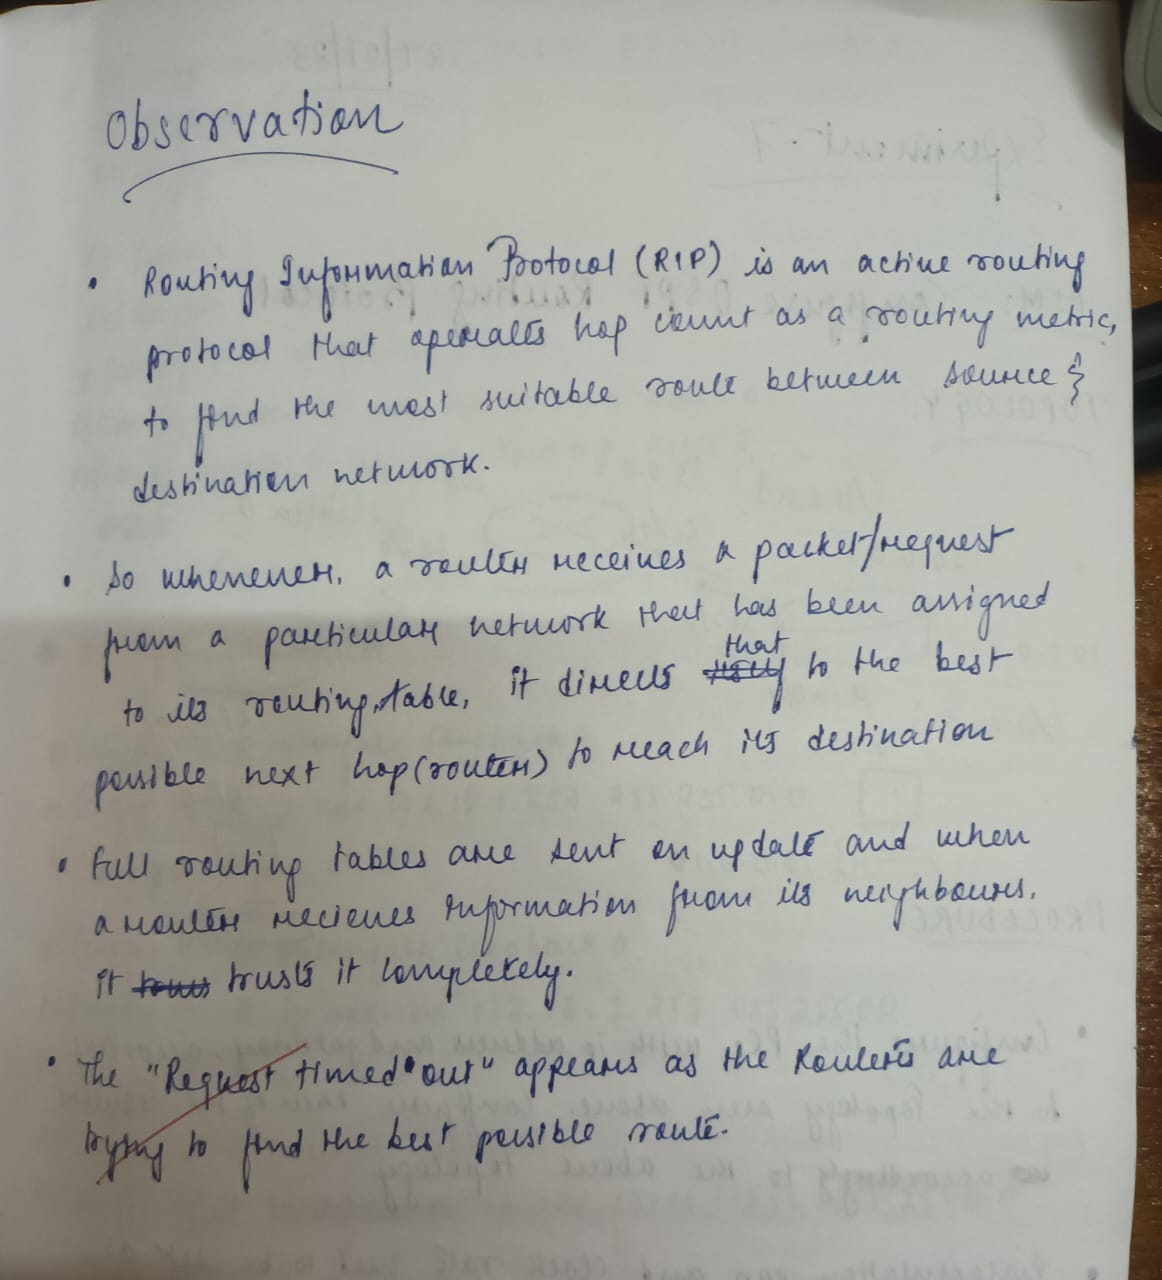 Observation
• Routing Information Protocol (RIP) is an active routing
protocol that operates hop count as a routing metric,
to find the most suitable route between source &
destination network.
• So whenever, a router receives a packet/request
from a particular network that has been assigned
to its routing table, it directs that to the best
possible next hop (router) to reach its destination
• Full routing tables are sent on update and when
a router recieves information from its neighbours,
it trusts it completely.
• The "Request timed out" appears as the Routers are
trying to find the best possible route.